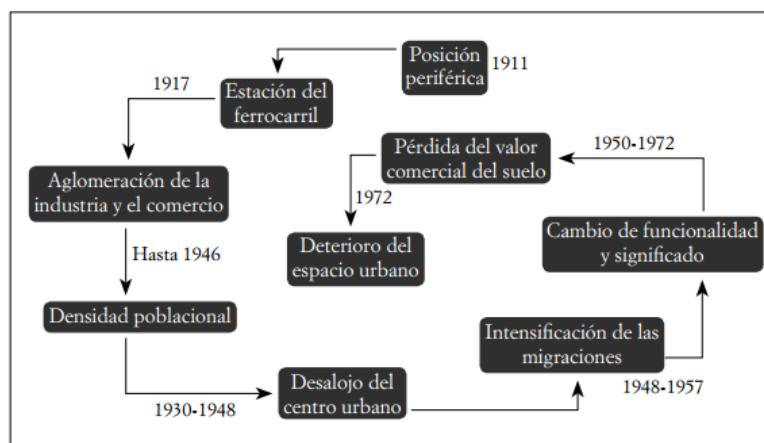 Posición
periférica
1911
Estación del
ferrocarril
1917
Aglomeración de la
industria y el comercio
Hasta 1946
Densidad poblacional
1930-1948
Desalojo del
centro urbano
Intensificación de las
migraciones
1948-1957
Cambio de funcionalidad
y significado
1950-1972
Pérdida del valor
comercial del suelo
1972
Deterioro del
espacio urbano